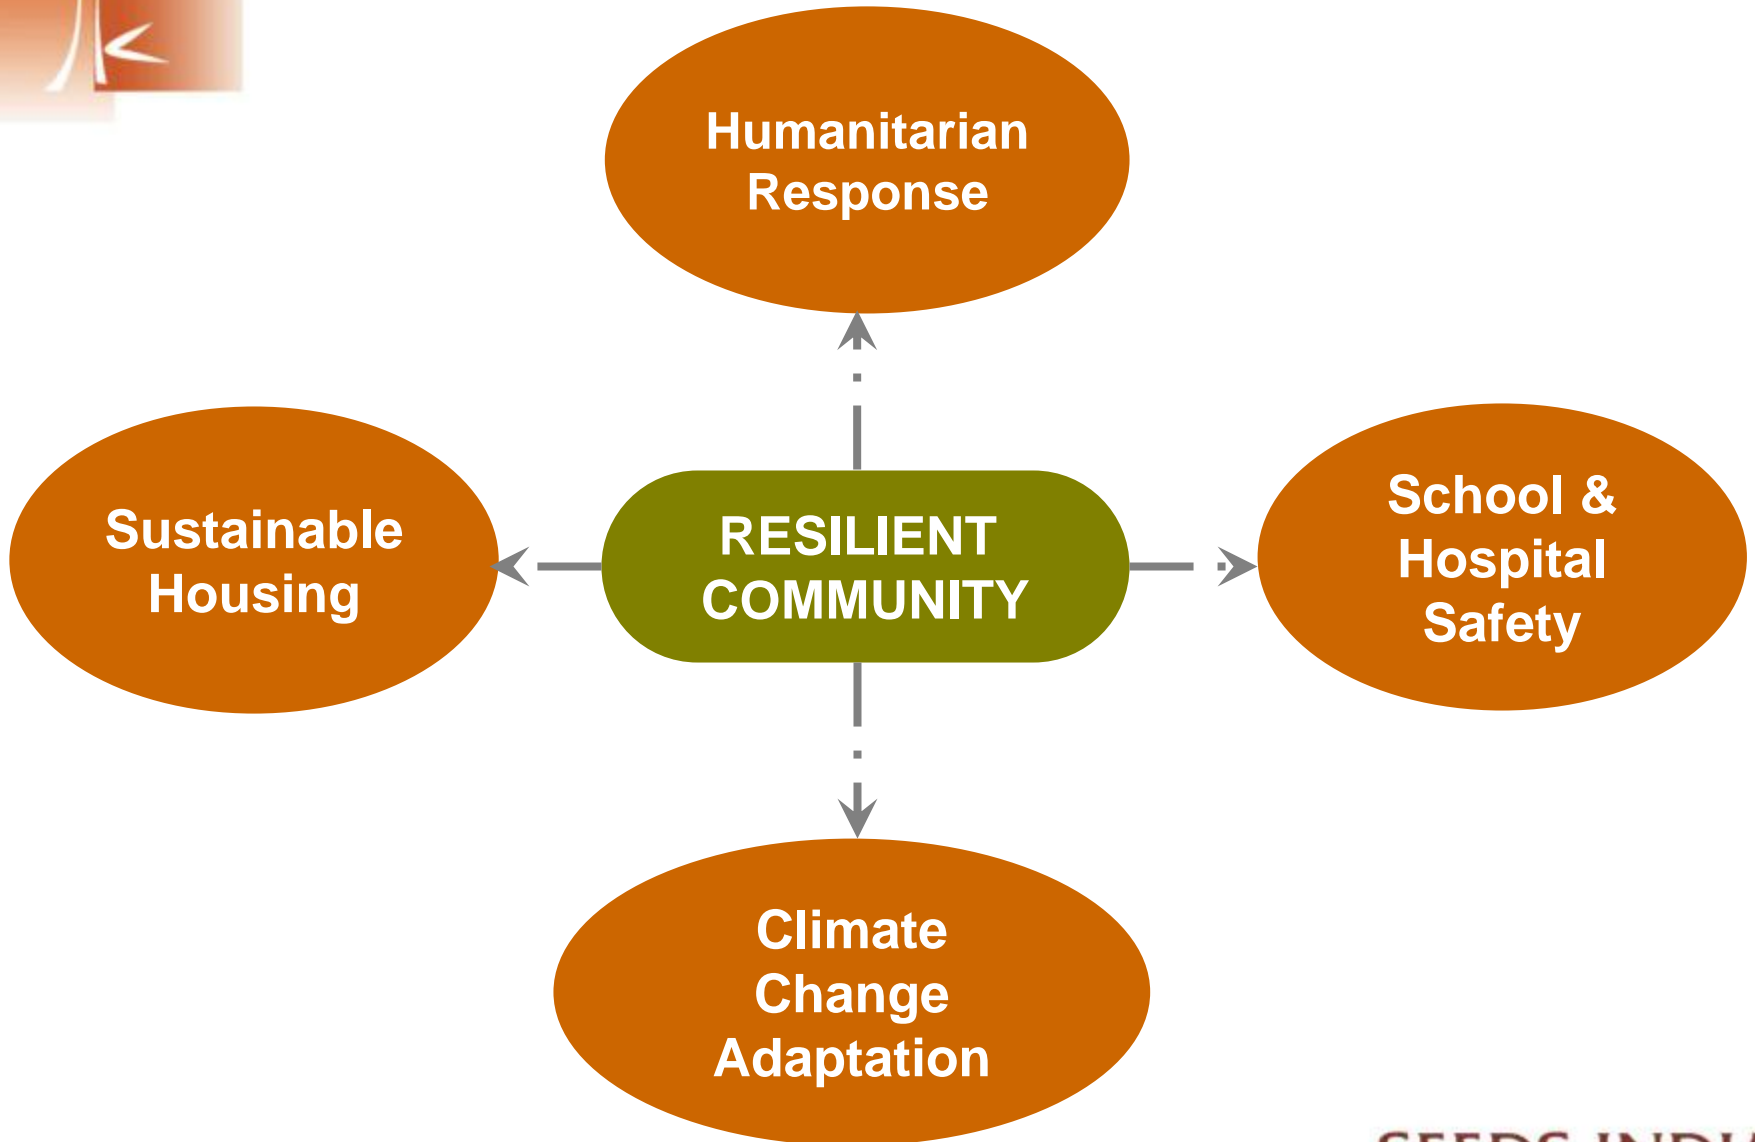 Humanitarian
Response
Sustainable
Housing
RESILIENT
COMMUNITY
School &
Hospital
Safety
Climate
Change
Adaptation